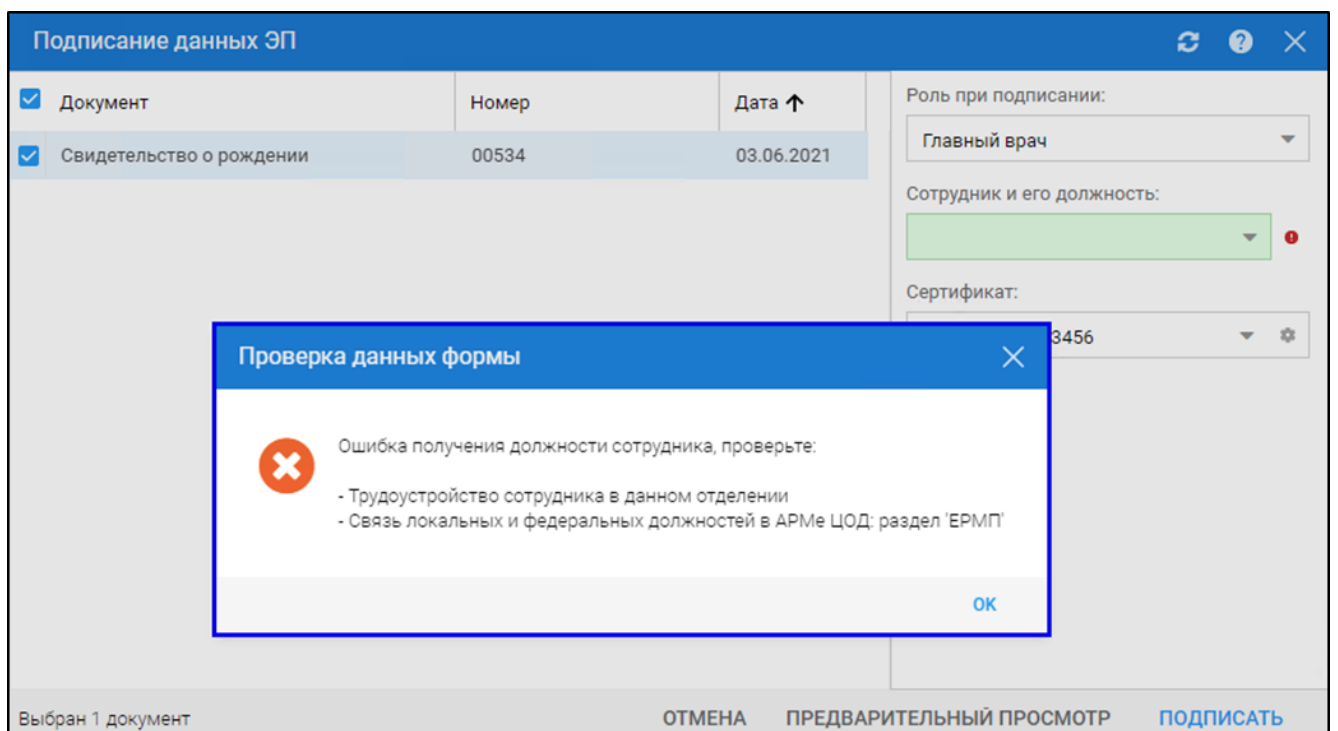 Подписание данных ЭП
Документ Номер Дата
Свидетельство о рождении 00534 03.06.2021
Роль при подписании:
Главный врач
Сотрудник и его должность:
Сертификат:
3456
Проверка данных формы
Ошибка получения должности сотрудника, проверьте:
- Трудоустройство сотрудника в данном отделении
- Связь локальных и федеральных должностей в АРМе ЦОД: раздел 'ЕРМП'
ОК
Выбран 1 документ ОТМЕНА ПРЕДВАРИТЕЛЬНЫЙ ПРОСМОТР ПОДПИСАТЬ